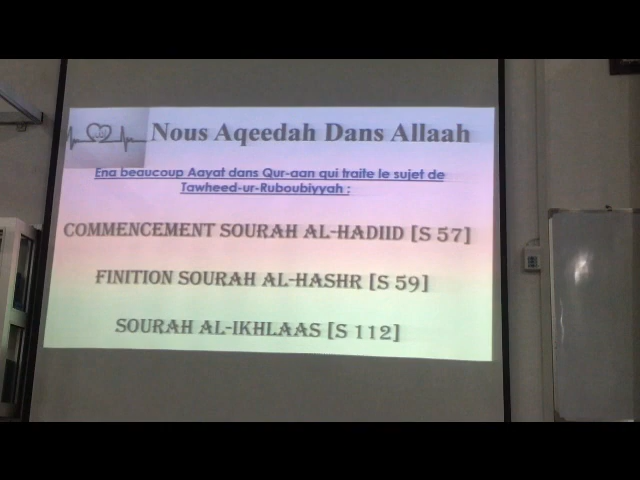 Nous Aqeedah Dans Allaah
Ena beaucoup Aayat dans Qur-aan qui traite le sujet de
Tawheed-ur-Ruboubiyyah :
COMMENCEMENT SOURAH AL-HADIID [S 57]
FINITION SOURAH AL-HASHR [S 59]
SOURAH AL-IKHLAAS [S 112]